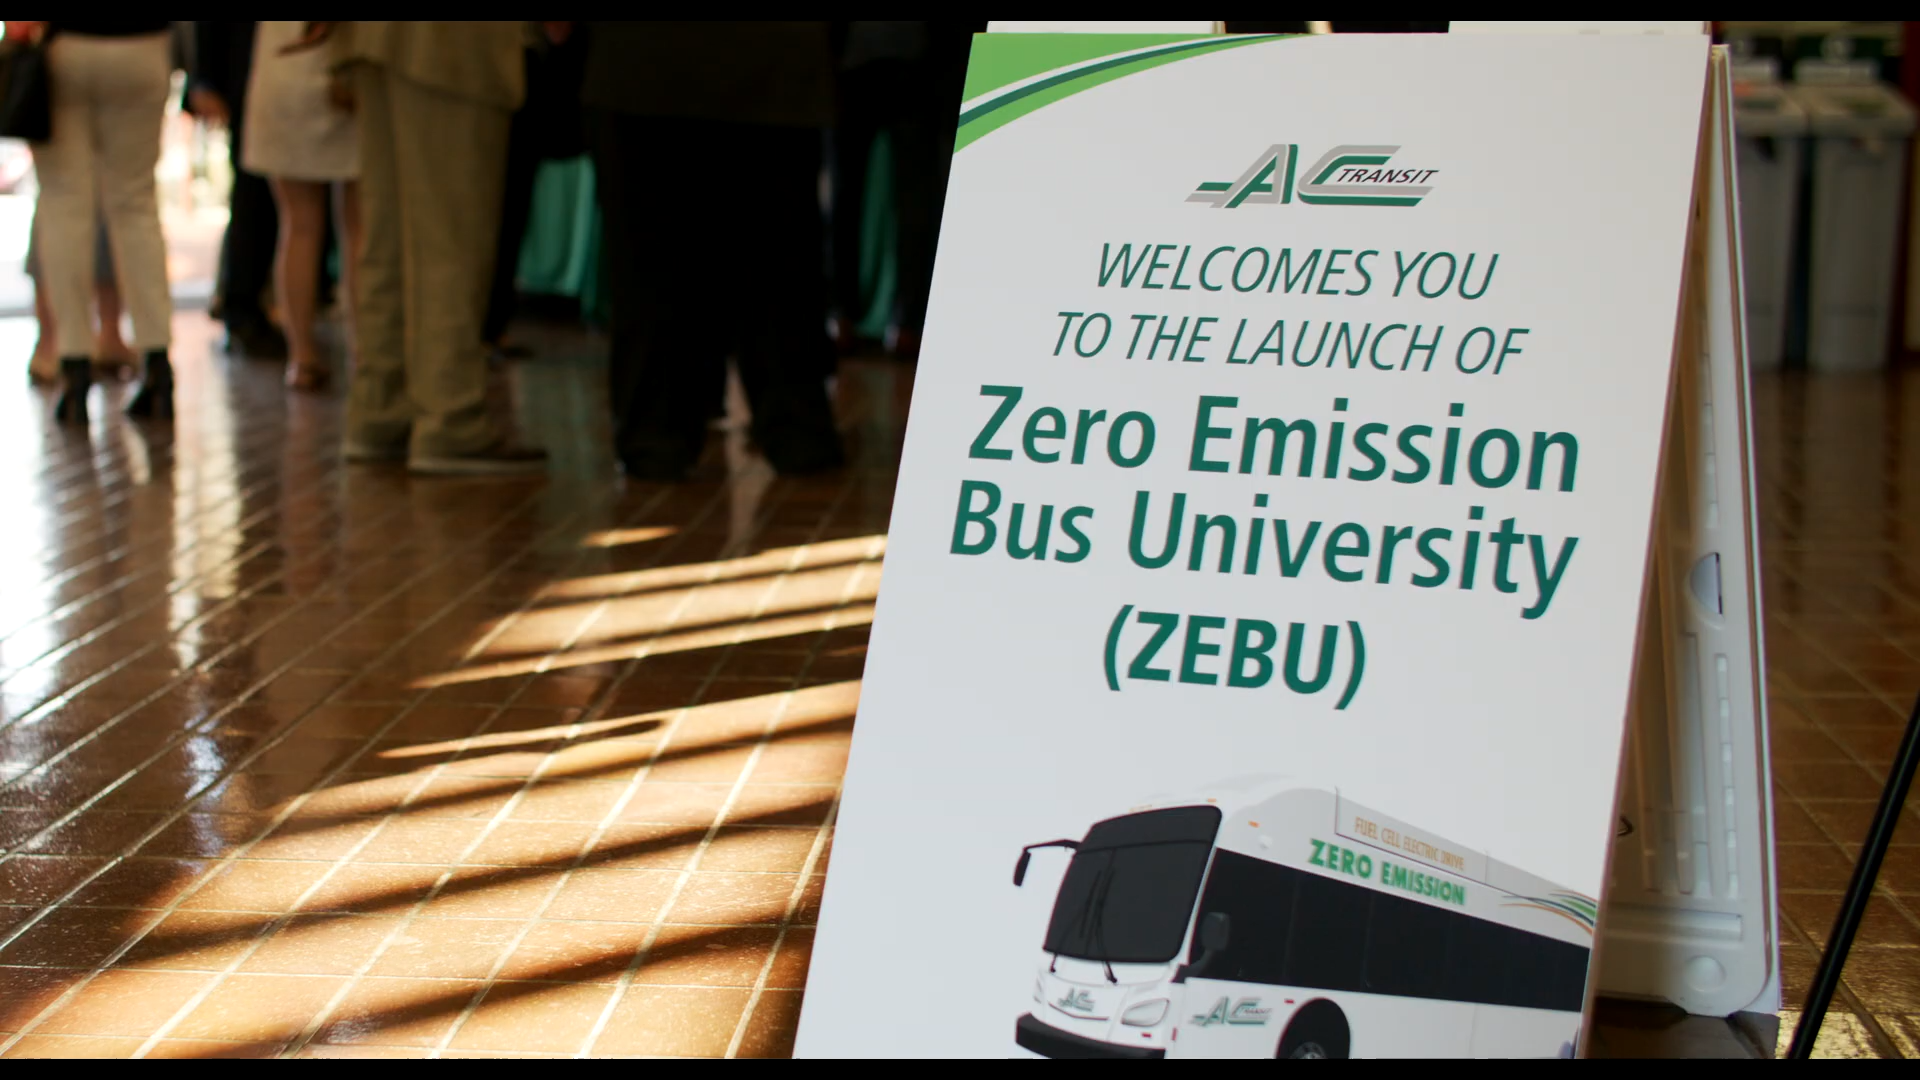 AC TRANSIT
WELCOMES YOU
TO THE LAUNCH OF
Zero Emission
Bus University
(ZEBU)
FUEL CELL ELECTRIC DRIVE
ZERO EMISSION
AC
AC TRANSIT